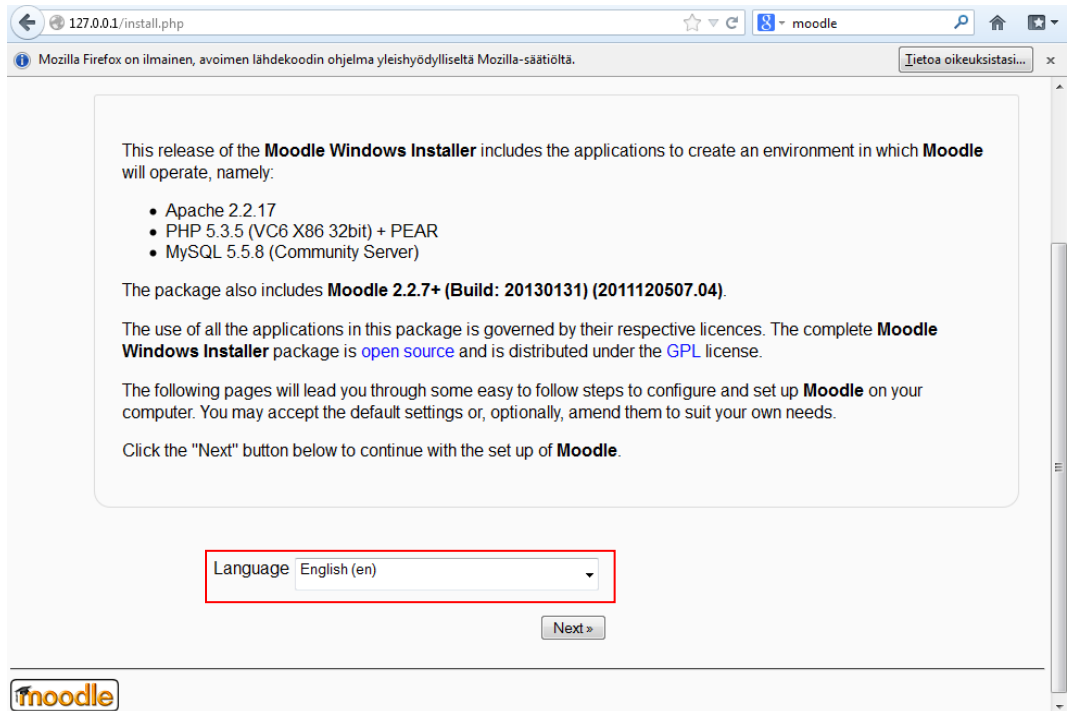 127.0.0.1/install.php
moodle
Mozilla Firefox on ilmainen, avoimen lähdekoodin ohjelma yleishyödylliseltä Mozilla-säätiöltä.
Tietoa oikeuksistasi...
This release of the Moodle Windows Installer includes the applications to create an environment in which Moodle
will operate, namely:
• Apache 2.2.17
• PHP 5.3.5 (VC6 X86 32bit) + PEAR
• MySQL 5.5.8 (Community Server)
The package also includes Moodle 2.2.7+ (Build: 20130131) (2011120507.04).
The use of all the applications in this package is governed by their respective licences. The complete Moodle
Windows Installer package is open source and is distributed under the GPL license.
The following pages will lead you through some easy to follow steps to configure and set up Moodle on your
computer. You may accept the default settings or, optionally, amend them to suit your own needs.
Click the "Next" button below to continue with the set up of Moodle.
Language English (en)
Next »
moodle